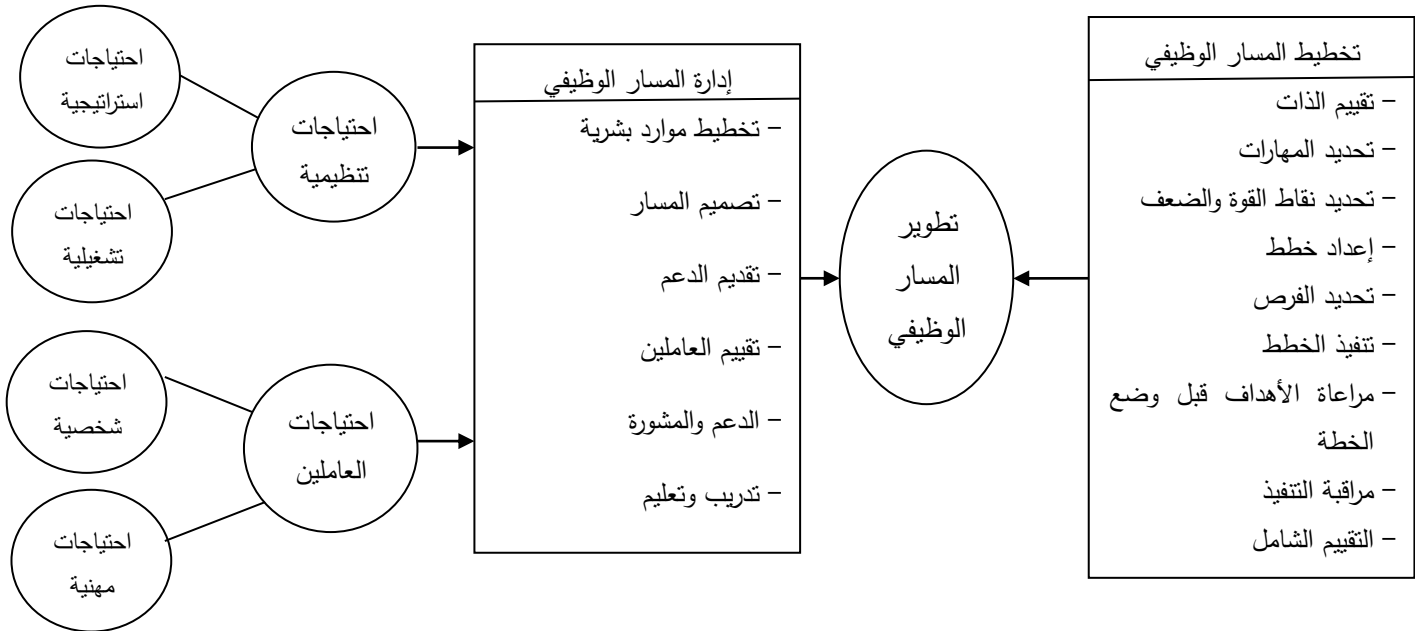 تخطيط المسار الوظيفي
- تقييم الذات
- تحديد المهارات
- تحديد نقاط القوة والضعف
- إعداد خطط
- تحديد الفرص
- تنفيذ الخطط
- مراعاة الأهداف قبل وضع
الخطة
- مراقبة التنفيذ
- التقييم الشامل
تطوير
المسار
الوظيفي
إدارة المسار الوظيفي
- تخطيط موارد بشرية
- تصميم المسار
- تقديم الدعم
- تقييم العاملين
- الدعم والمشورة
- تدريب وتعليم
احتياجات
تنظيمية
احتياجات
استراتيجية
احتياجات
تشغيلية
احتياجات
العاملين
احتياجات
شخصية
احتياجات
مهنية